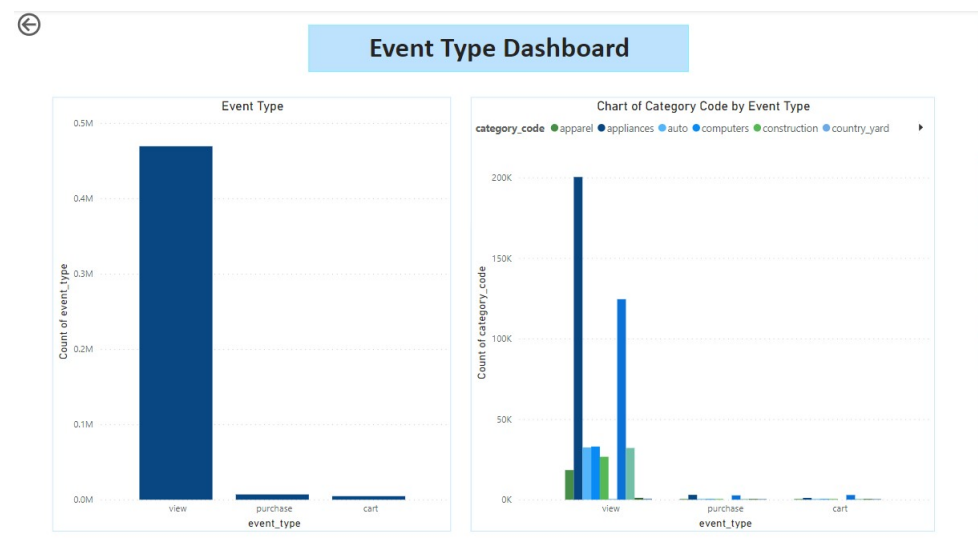 Event Type Dashboard
Event Type
0.5M
0.4M
0.3M
0.2M
0.1M
0.0M
Count of event_type
view purchase cart
event_type
Chart of Category Code by Event Type
category_code apparel appliances auto computers construction country_yard
200K
150K
100K
50K
0K
Count of category_code
view purchase cart
event_type